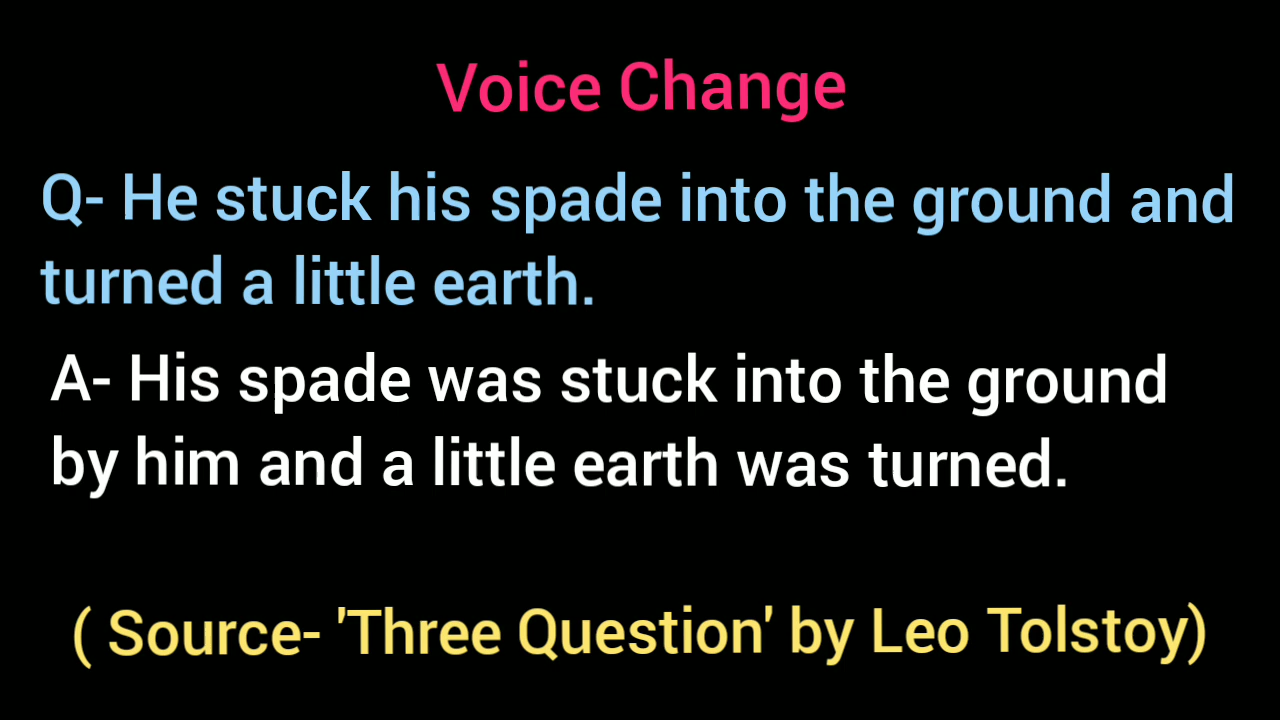 Voice Change
Q- He stuck his spade into the ground and
turned a little earth.
A- His spade was stuck into the ground
by him and a little earth was turned.
( Source- 'Three Question' by Leo Tolstoy)